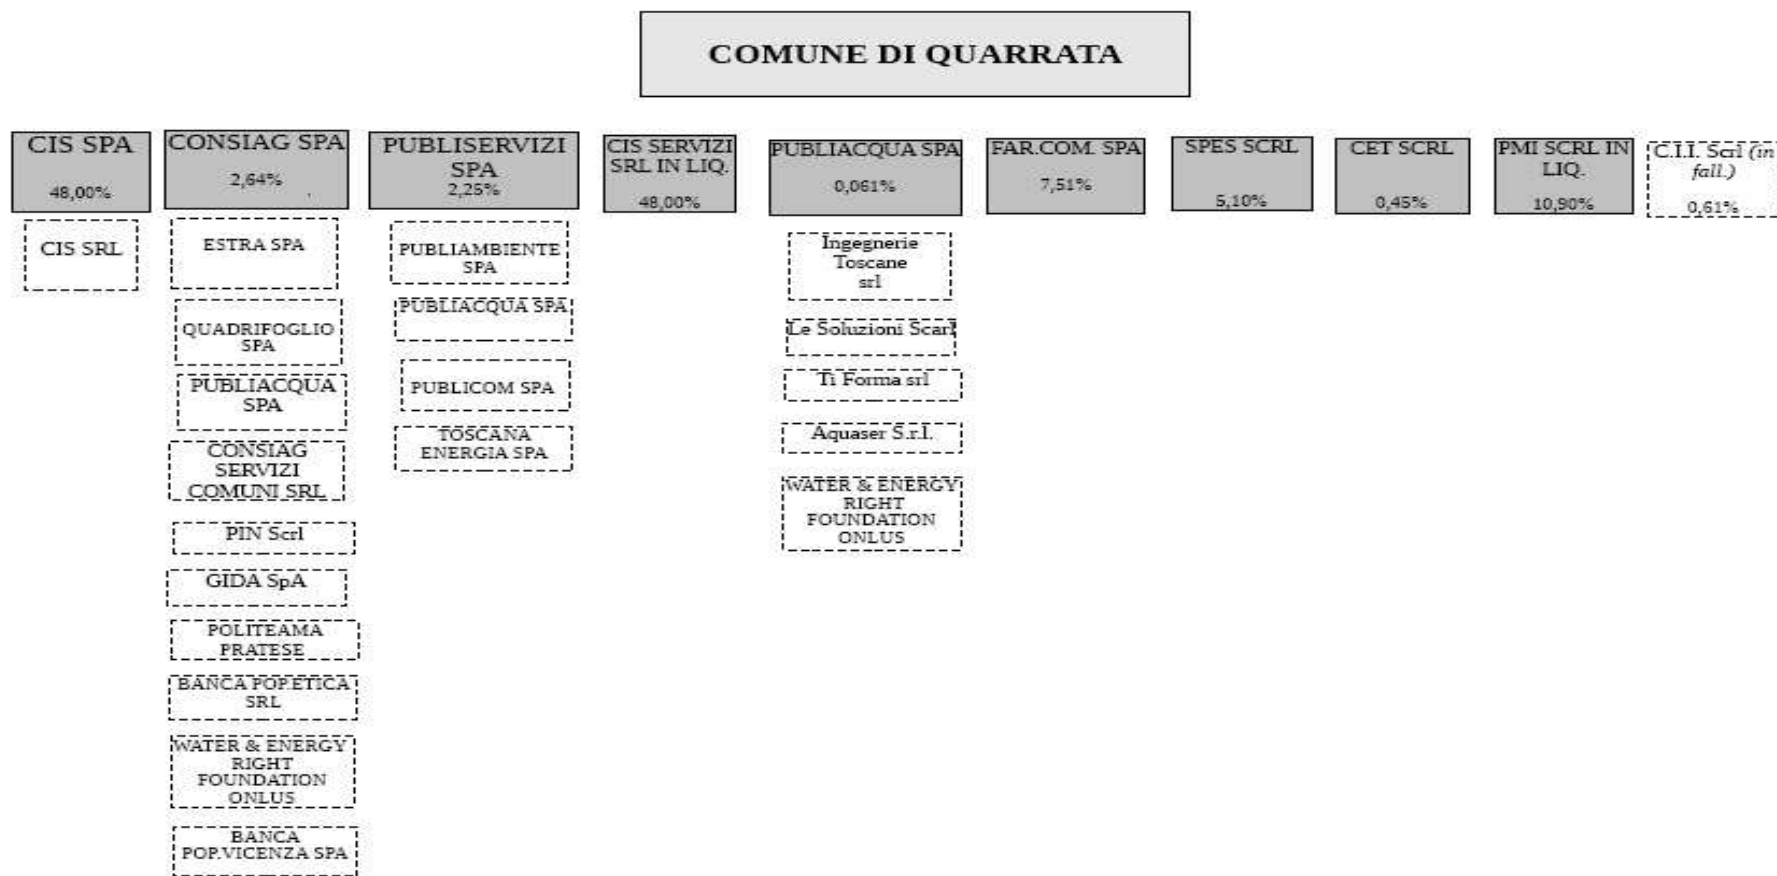 COMUNE DI QUARRATA
CIS SPA
48,00%
CIS SRL
CONSIAG SPA
2,64%
ESTRA SPA
QUADRIFOGLIO
SPA
PUBLIACQUA
SPA
CONSIAG
SERVIZI
COMUNI SRL
PIN Scrl
GIDA SpA
POLITEAMA
PRATESE
BANCA POP.ETICA
SRL
WATER & ENERGY
RIGHT
FOUNDATION
ONLUS
BANCA
POP.VICENZA SPA
PUBLISERVIZI
SPA
2,25%
PUBLIAMBIENTE
SPA
PUBLIACQUA SPA
PUBLICOM SPA
TOSCANA
ENERGIA SPA
CIS SERVIZI
SRL IN LIQ.
48,00%
PUBLIACQUA SPA
0,061%
Ingegnerie
Toscane
srl
Le Soluzioni Scarl
Ti Forma srl
Aquaser S.r.l.
WATER & ENERGY
RIGHT
FOUNDATION
ONLUS
FAR.COM. SPA
7,51%
SPES SCRL
5,10%
CET SCRL
0,45%
PMI SCRL IN
LIQ.
10,90%
C.I.I. Scrl (in
fall.)
0,61%